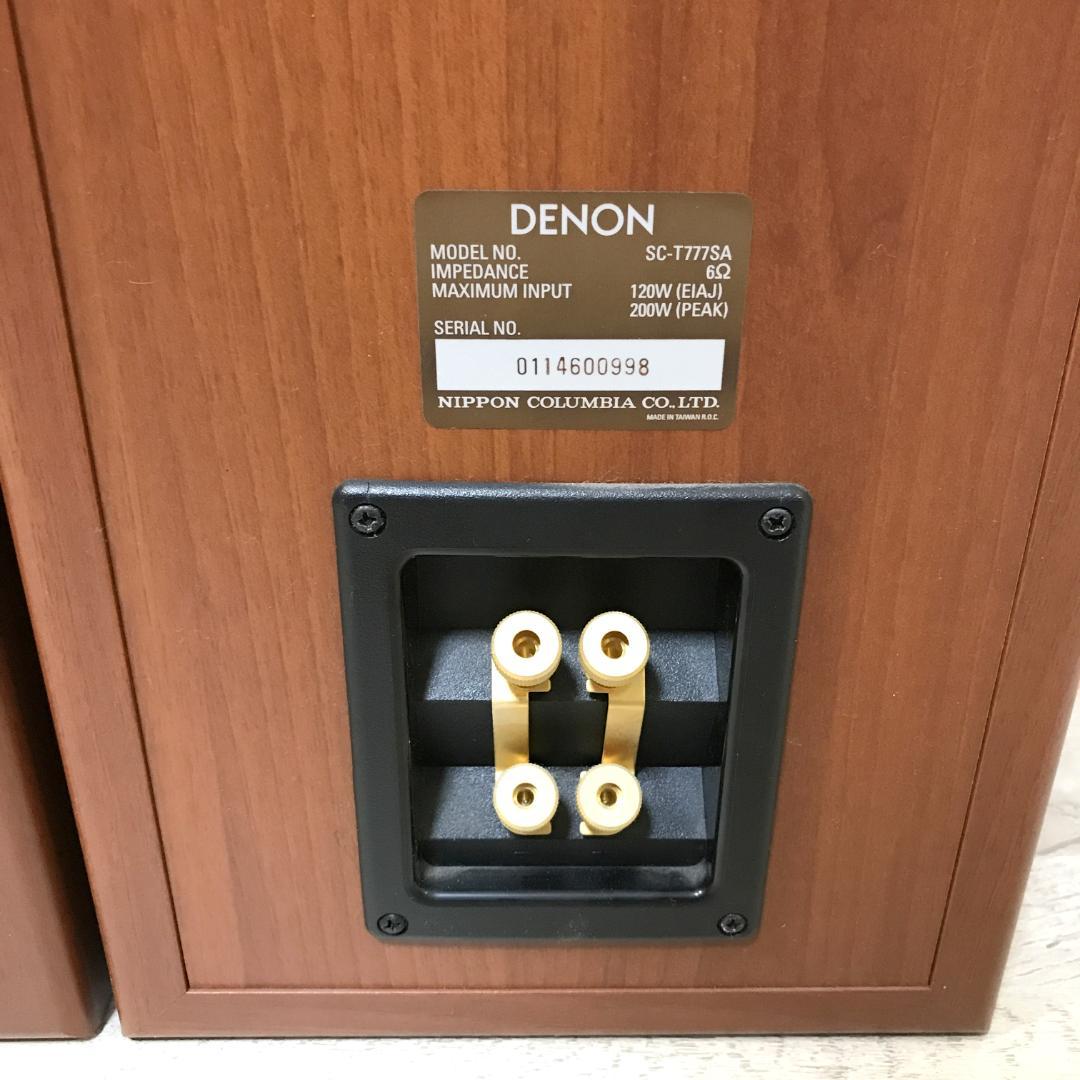 DENON
MODEL NO. SC-T777SA
IMPEDANCE 6Ω
MAXIMUM INPUT 120W (EIAJ)
200W (PEAK)
SERIAL NO.
0114600998
NIPPON COLUMBIA CO.,LTD.
MADE IN TAIWAN R.O.C.